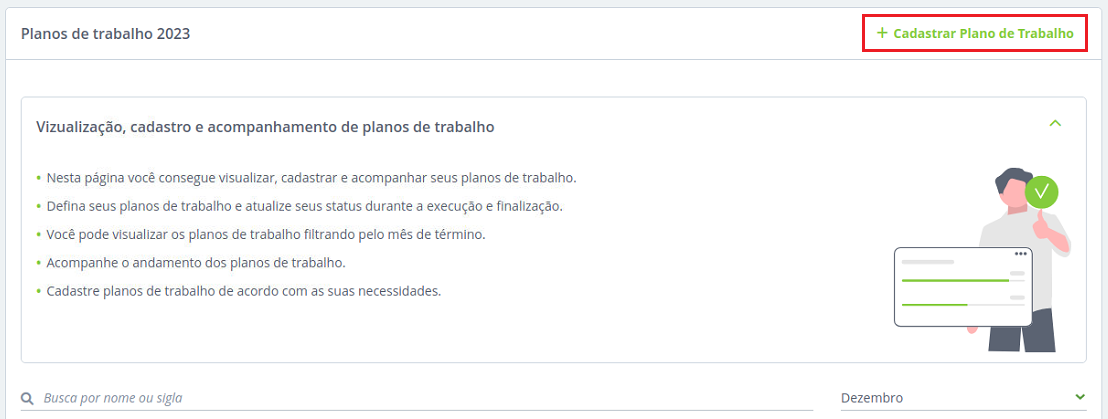 Planos de trabalho 2023
+ Cadastrar Plano de Trabalho
Vizualização, cadastro e acompanhamento de planos de trabalho
• Nesta página você consegue visualizar, cadastrar e acompanhar seus planos de trabalho.
• Defina seus planos de trabalho e atualize seus status durante a execução e finalização.
• Você pode visualizar os planos de trabalho filtrando pelo mês de término.
• Acompanhe o andamento dos planos de trabalho.
• Cadastre planos de trabalho de acordo com as suas necessidades.
Busca por nome ou sigla
Dezembro